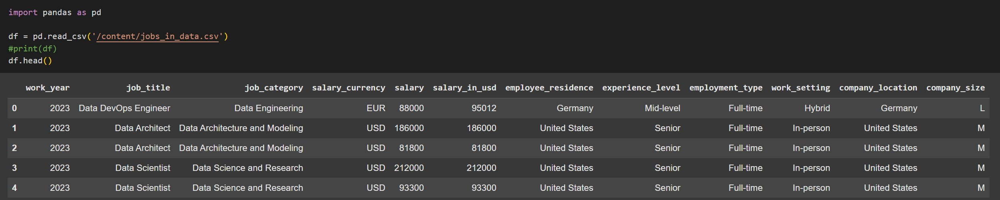 import pandas as pd
df = pd.read_csv('/content/jobs_in_data.csv')
#print(df)
df.head()
work_year job_title job_category salary_currency salary salary_in_usd employee_residence experience_level employment_type work_setting company_location company_size
0 2023 Data DevOps Engineer Data Engineering EUR 88000 95012 Germany Mid-level Full-time Hybrid Germany L
1 2023 Data Architect Data Architecture and Modeling USD 186000 186000 United States Senior Full-time In-person United States M
2 2023 Data Architect Data Architecture and Modeling USD 81800 81800 United States Senior Full-time In-person United States M
3 2023 Data Scientist Data Science and Research USD 212000 212000 United States Senior Full-time In-person United States M
4 2023 Data Scientist Data Science and Research USD 93300 93300 United States Senior Full-time In-person United States M